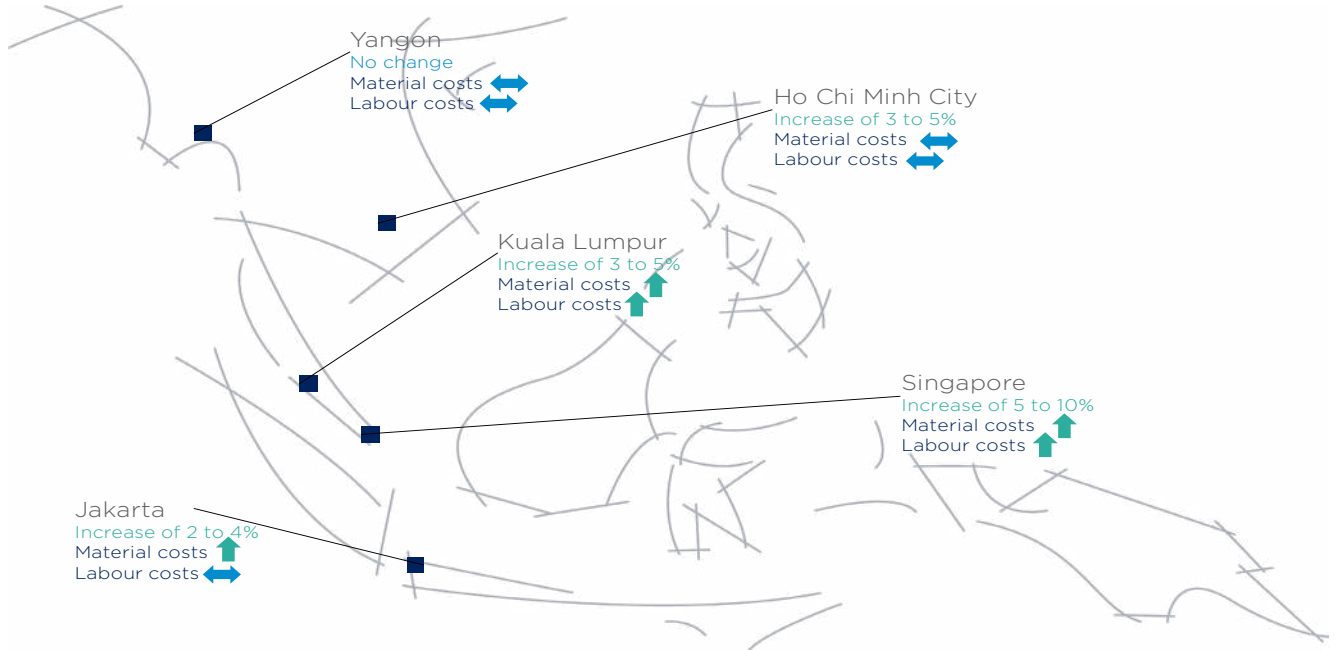 Yangon
No change
Material costs
Labour costs
Ho Chi Minh City
Increase of 3 to 5%
Material costs
Labour costs
Kuala Lumpur
Increase of 3 to 5%
Material costs
Labour costs
Singapore
Increase of 5 to 10%
Material costs
Labour costs
Jakarta
Increase of 2 to 4%
Material costs
Labour costs